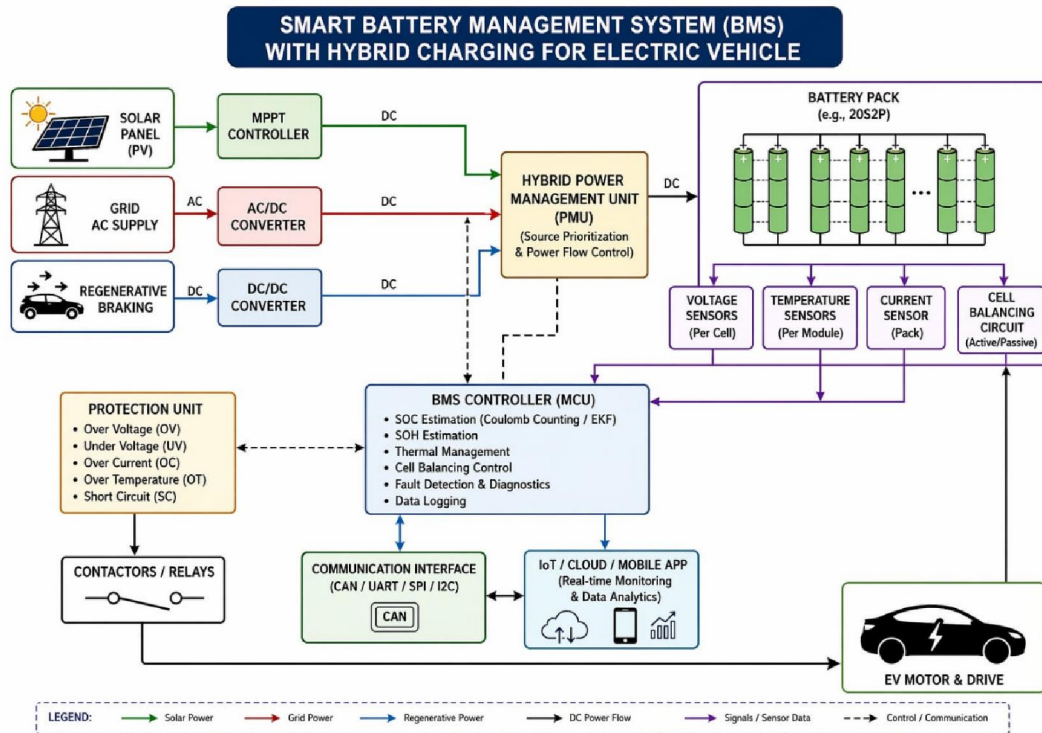 SMART BATTERY MANAGEMENT SYSTEM (BMS)
WITH HYBRID CHARGING FOR ELECTRIC VEHICLE
SOLAR
PANEL
(PV)
MPPT
CONTROLLER
DC
GRID
AC SUPPLY
AC
AC/DC
CONVERTER
DC
REGENERATIVE
BRAKING
DC
DC/DC
CONVERTER
DC
HYBRID POWER
MANAGEMENT UNIT
(PMU)
(Source Prioritization
& Power Flow Control)
DC
BATTERY PACK
(e.g., 20S2P)
+ + + + + + +
...
VOLTAGE
SENSORS
(Per Cell)
TEMPERATURE
SENSORS
(Per Module)
CURRENT
SENSOR
(Pack)
CELL
BALANCING
CIRCUIT
(Active/Passive)
PROTECTION UNIT
• Over Voltage (OV)
• Under Voltage (UV)
• Over Current (OC)
• Over Temperature (OT)
• Short Circuit (SC)
BMS CONTROLLER (MCU)
• SOC Estimation (Coulomb Counting / EKF)
• SOH Estimation
• Thermal Management
• Cell Balancing Control
• Fault Detection & Diagnostics
• Data Logging
CONTACTORS / RELAYS
COMMUNICATION INTERFACE
(CAN / UART / SPI / I2C)
CAN
IoT / CLOUD / MOBILE APP
(Real-time Monitoring
& Data Analytics)
EV MOTOR & DRIVE
LEGEND:
Solar Power
Grid Power
Regenerative Power
DC Power Flow
Signals / Sensor Data
Control / Communication